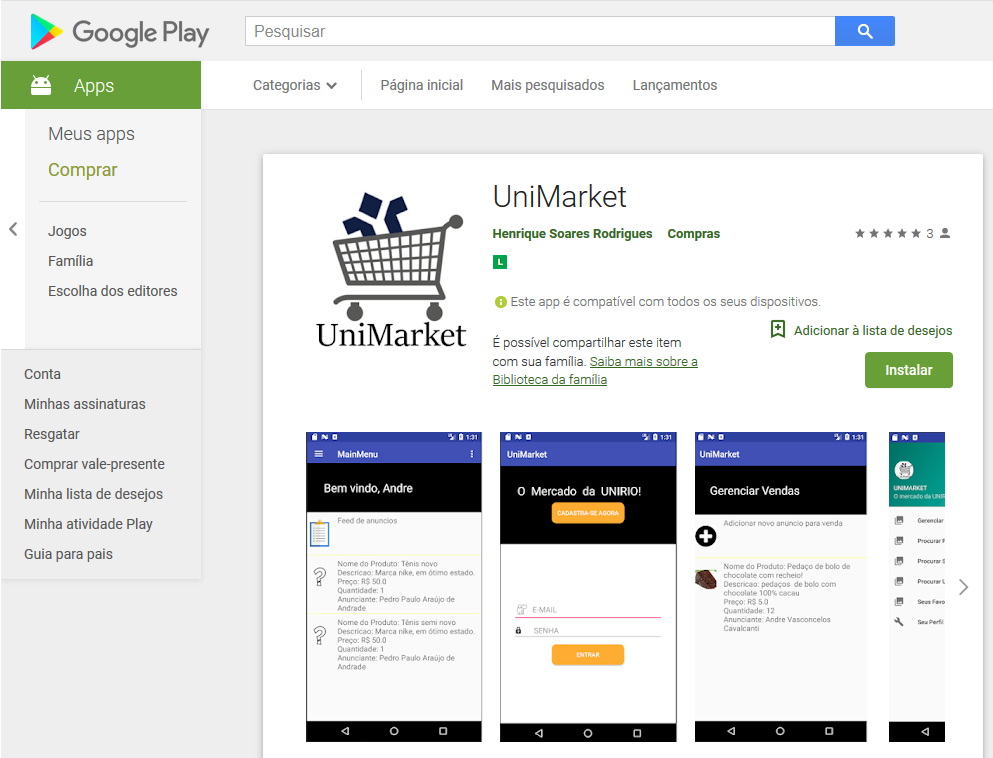 Google Play
Pesquisar
Apps
Categorias
Página inicial
Mais pesquisados
Lançamentos
Meus apps
Comprar
Jogos
Família
Escolha dos editores
Conta
Minhas assinaturas
Resgatar
Comprar vale-presente
Minha lista de desejos
Minha atividade Play
Guia para pais
UniMarket
UniMarket
Henrique Soares Rodrigues Compras
3
L
Este app é compatível com todos os seus dispositivos.
Adicionar à lista de desejos
É possível compartilhar este item
com sua família. Saiba mais sobre a
Biblioteca da família
Instalar
1:31
MainMenu
Bem vindo, Andre
Feed de anuncios
Nome do Produto: Tênis novo
Descricao: Marca nike, em ótimo estado.
Preço: R$ 50.0
Quantidade: 1
Anunciante: Pedro Paulo Araújo de
Andrade
Nome do Produto: Tênis semi novo
Descricao: Marca nike, em ótimo estado.
Preço: R$ 50.0
Quantidade: 1
Anunciante: Pedro Paulo Araújo de
Andrade
1:31
UniMarket
O Mercado da UNIRIO!
CADASTRA-SE AGORA
E-MAIL
SENHA
ENTRAR
1:31
UniMarket
Gerenciar Vendas
Adicionar novo anuncio para venda
Nome do Produto: Pedaço de bolo de
chocolate com recheio!
Descricao: pedaços de bolo com
chocolate 100% cacau
Preço: R$ 5.0
Quantidade: 12
Anunciante: Andre Vasconcelos
Cavalcanti
UNIMARKET
O mercado da UNIR
Gerenciar
Procurar P
Procurar S
Procurar U
Seus Favo
Seu Perfil